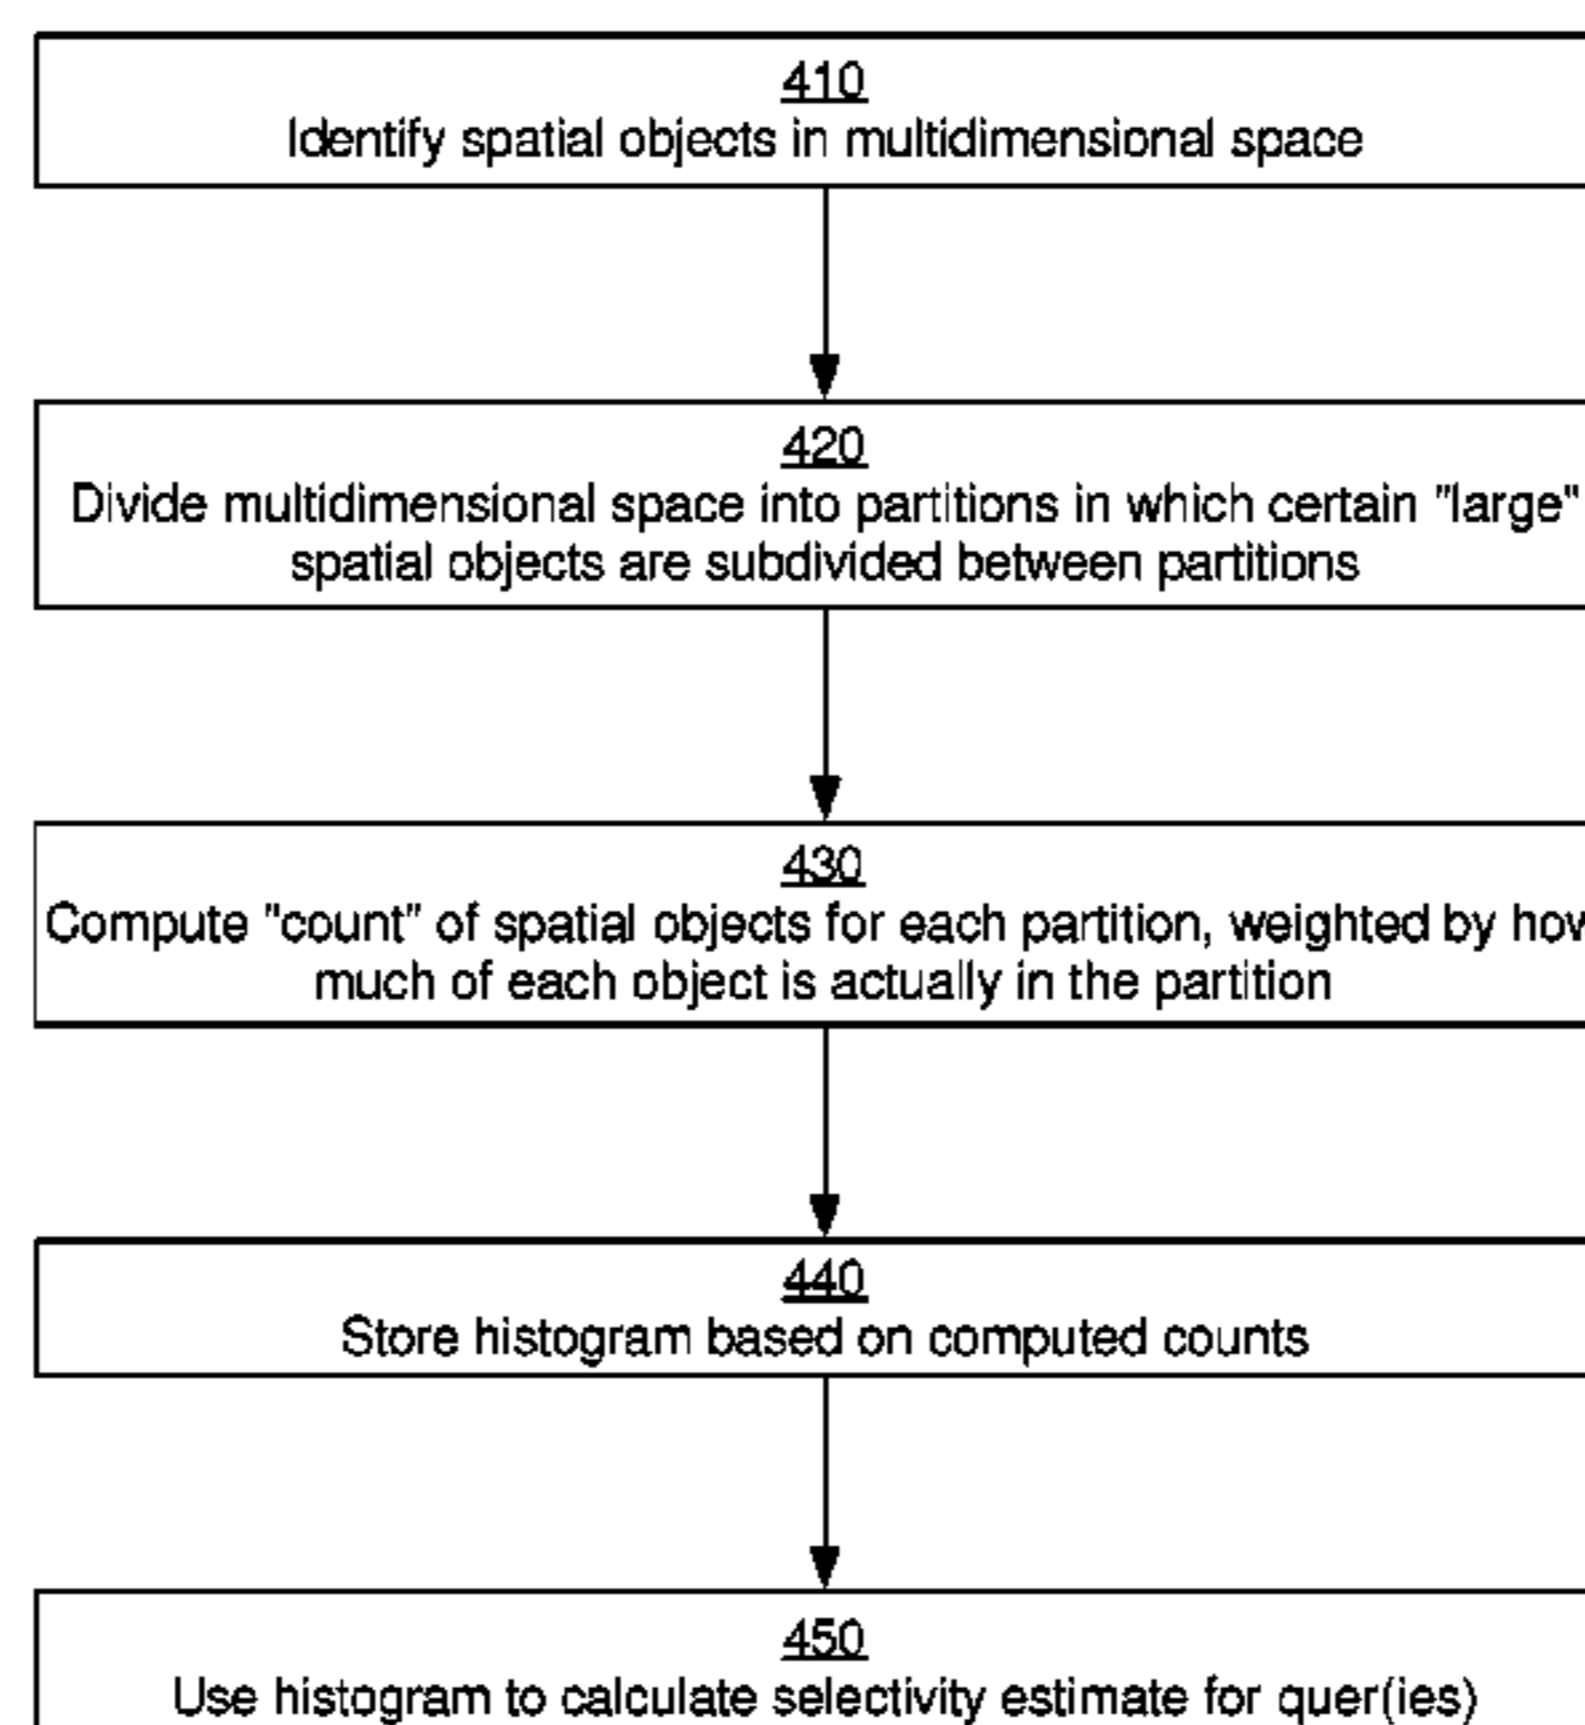 410
Identify spatial objects in multidimensional space
420
Divide multidimensional space into partitions in which certain "large"
spatial objects are subdivided between partitions
430
Compute "count" of spatial objects for each partition, weighted by how
much of each object is actually in the partition
440
Store histogram based on computed counts
450
Use histogram to calculate selectivity estimate for quer(ies)